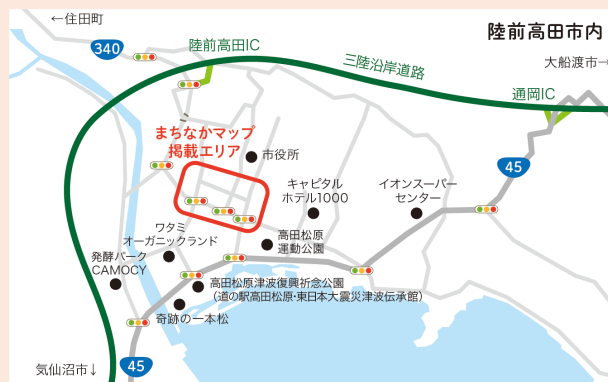 ←住田町
陸前高田市内
340
陸前高田IC
三陸沿岸道路
大船渡市→
通岡IC
まちなかマップ
掲載エリア
市役所
45
キャピタル
ホテル1000
イオンスーパー
センター
ワタミ
オーガニックランド
高田松原
運動公園
発酵パーク
CAMOCY
高田松原津波復興祈念公園
(道の駅高田松原・東日本大震災津波伝承館)
奇跡の一本松
気仙沼市↓
45